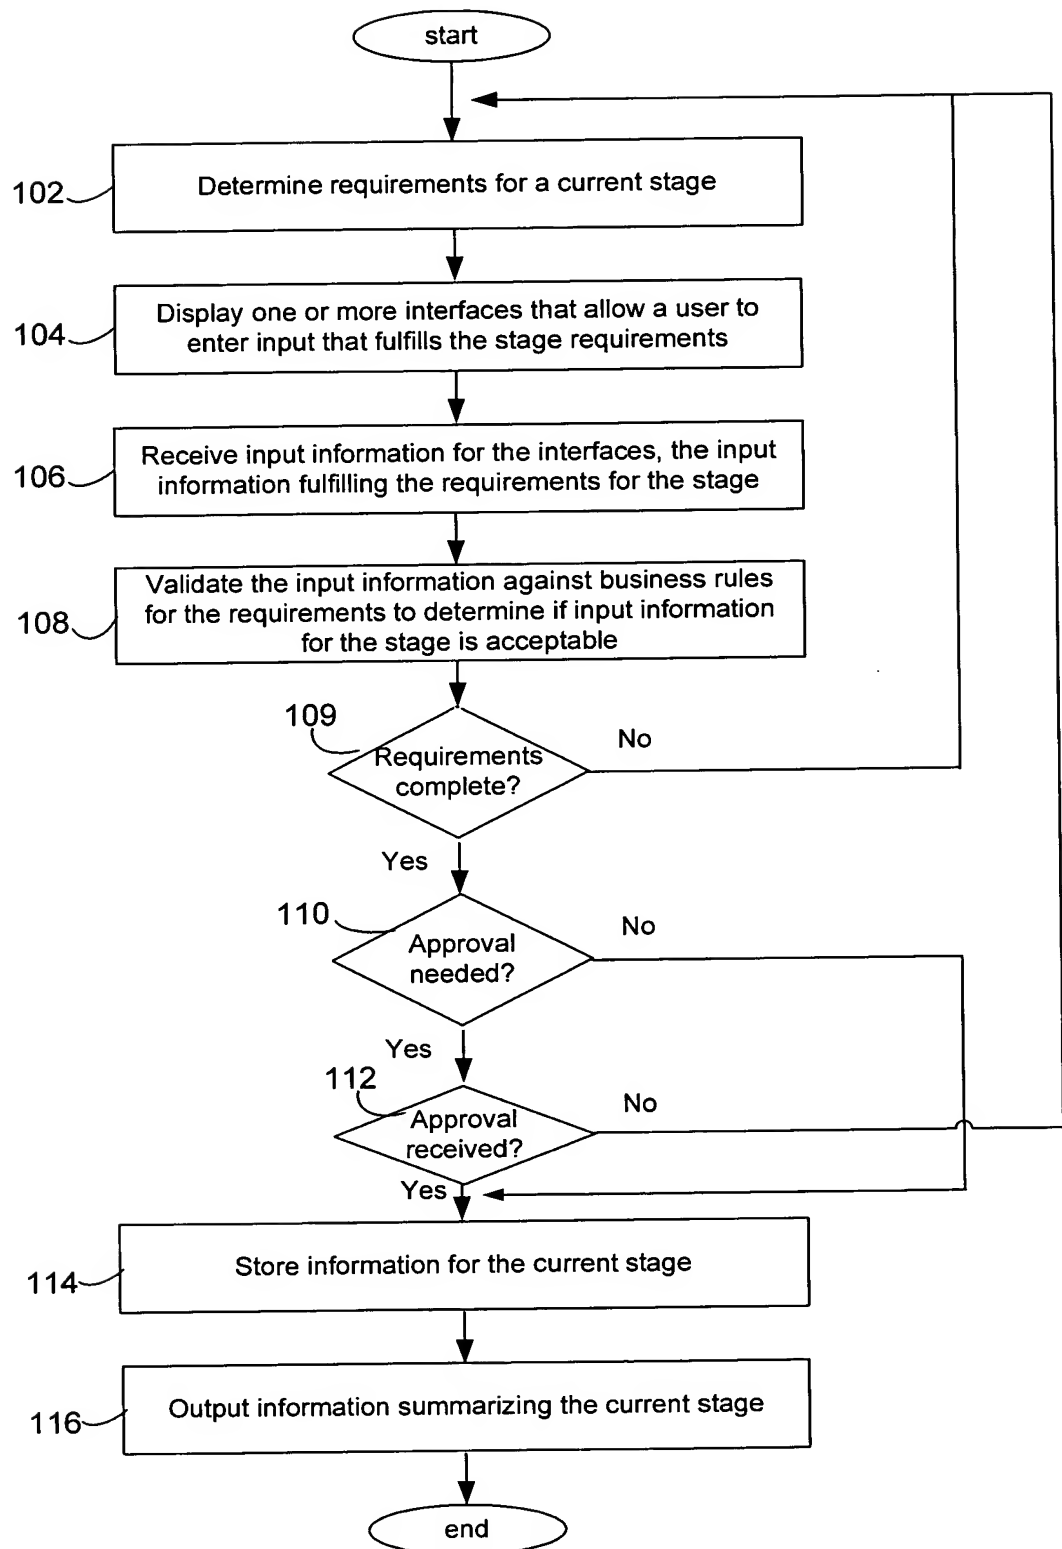 start
102
Determine requirements for a current stage
104
Display one or more interfaces that allow a user to
enter input that fulfills the stage requirements
106
Receive input information for the interfaces, the input
information fulfilling the requirements for the stage
108
Validate the input information against business rules
for the requirements to determine if input information
for the stage is acceptable
109
Requirements
complete?
No
Yes
110
Approval
needed?
No
Yes
112
Approval
received?
No
Yes
114
Store information for the current stage
116
Output information summarizing the current stage
end